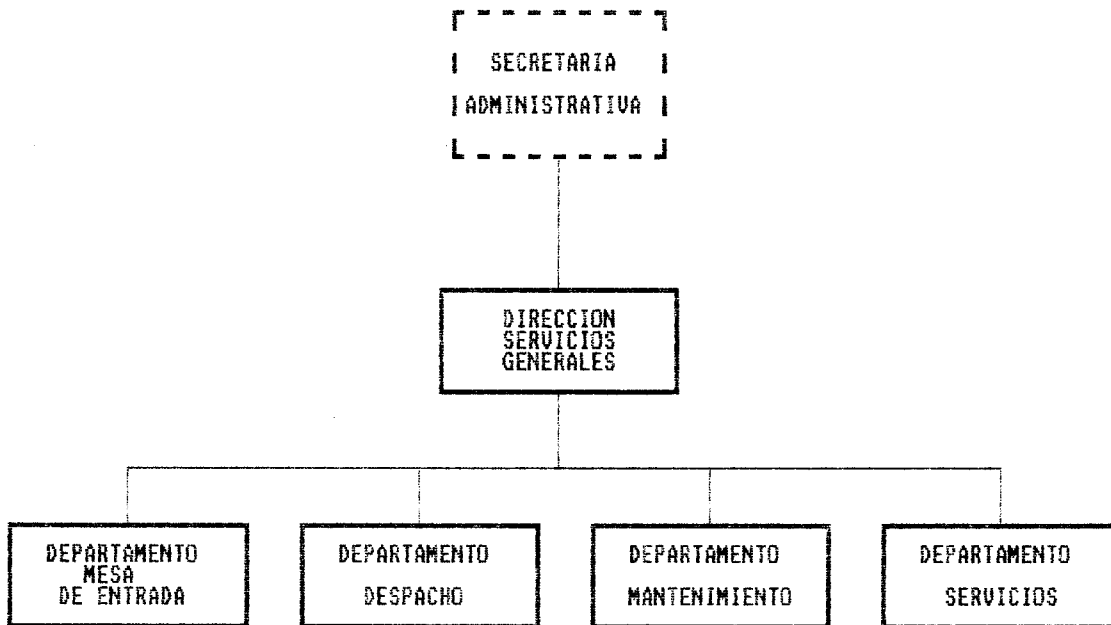 SECRETARIA
ADMINISTRATIVA
DIRECCION
SERVICIOS
GENERALES
DEPARTAMENTO
MESA
DE ENTRADA
DEPARTAMENTO
DESPACHO
DEPARTAMENTO
MANTENIMIENTO
DEPARTAMENTO
SERVICIOS